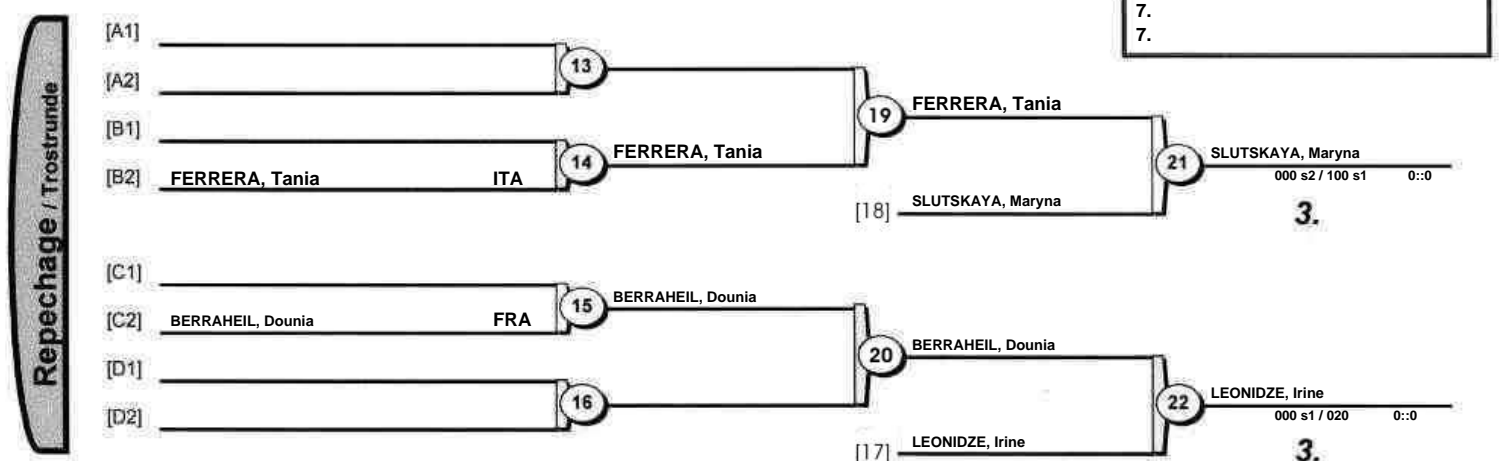 7.
7.
Repechage / Trostrunde
[A1]
13
[A2]
19 FERRERA, Tania
[B1]
14 FERRERA, Tania
[B2] FERRERA, Tania ITA
21 SLUTSKAYA, Maryna
000 s2 / 100 s1 0::0
[18] SLUTSKAYA, Maryna
3.
[C1]
15 BERRAHEIL, Dounia
[C2] BERRAHEIL, Dounia FRA
20 BERRAHEIL, Dounia
[D1]
16
[D2]
22 LEONIDZE, Irine
000 s1 / 020 0::0
[17] LEONIDZE, Irine
3.